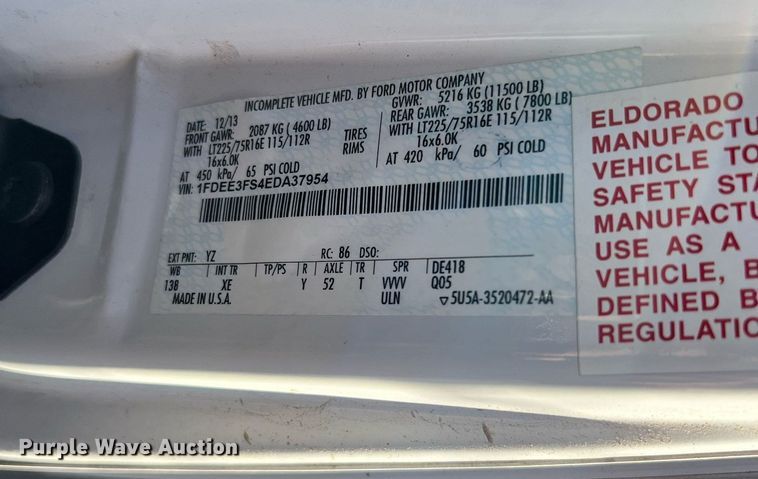 INCOMPLETE VEHICLE MFD. BY FORD MOTOR COMPANY
DATE: 12/13 GVWR: 5216 KG (11500 LB)
FRONT GAWR: 2087 KG (4600 LB) REAR GAWR: 3538 KG (7800 LB)
WITH LT225/75R16E 115/112R TIRES WITH LT225/75R16E 115/112R
16x6.0K RIMS 16x6.0K
AT 450 kPa/ 65 PSI COLD AT 420 kPa/ 60 PSI COLD
VIN: 1FDEE3FS4EDA37954
EXT PNT: YZ RC: 86 DSO:
WB INT TR TP/PS R AXLE TR SPR DE418
138 XE Y 52 T VVVV Q05
MADE IN U.S.A. ULN ▽5U5A-3520472-AA
ELDORADO
MANUFACTU
VEHICLE TO
SAFETY STA
MANUFACTU
USE AS A
VEHICLE, B
DEFINED B
REGULATIO
Purple Wave Auction